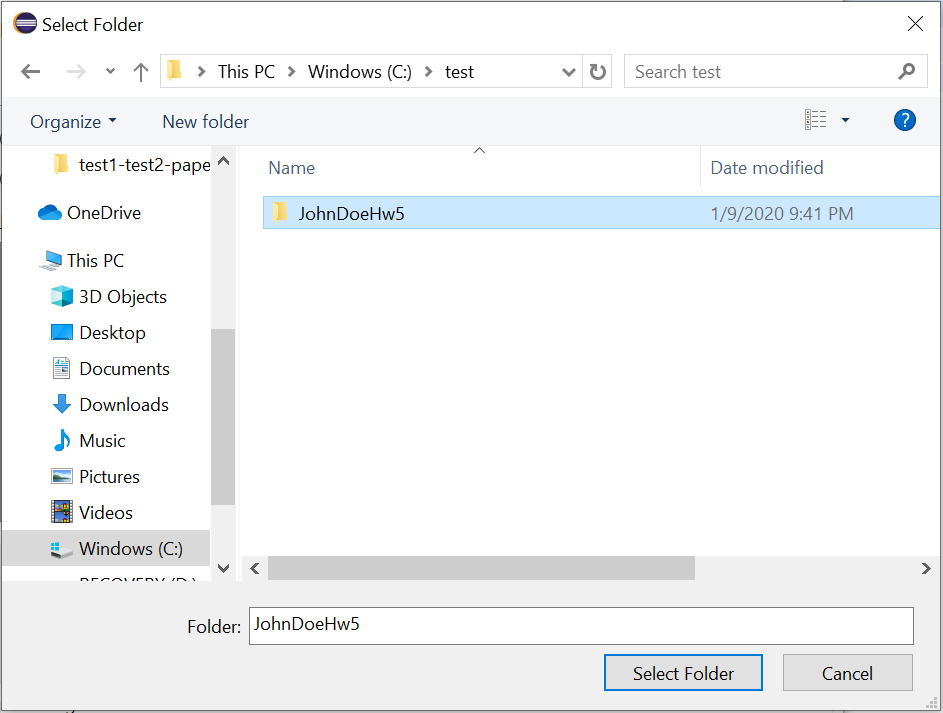 Select Folder
This PC > Windows (C:) > test
Search test
Organize
New folder
?
Name
Date modified
test1-test2-pape
JohnDoeHw5
1/9/2020 9:41 PM
OneDrive
This PC
3D Objects
Desktop
Documents
Downloads
Music
Pictures
Videos
Windows (C:)
RECOVERY (D:)
Folder: JohnDoeHw5
Select Folder
Cancel